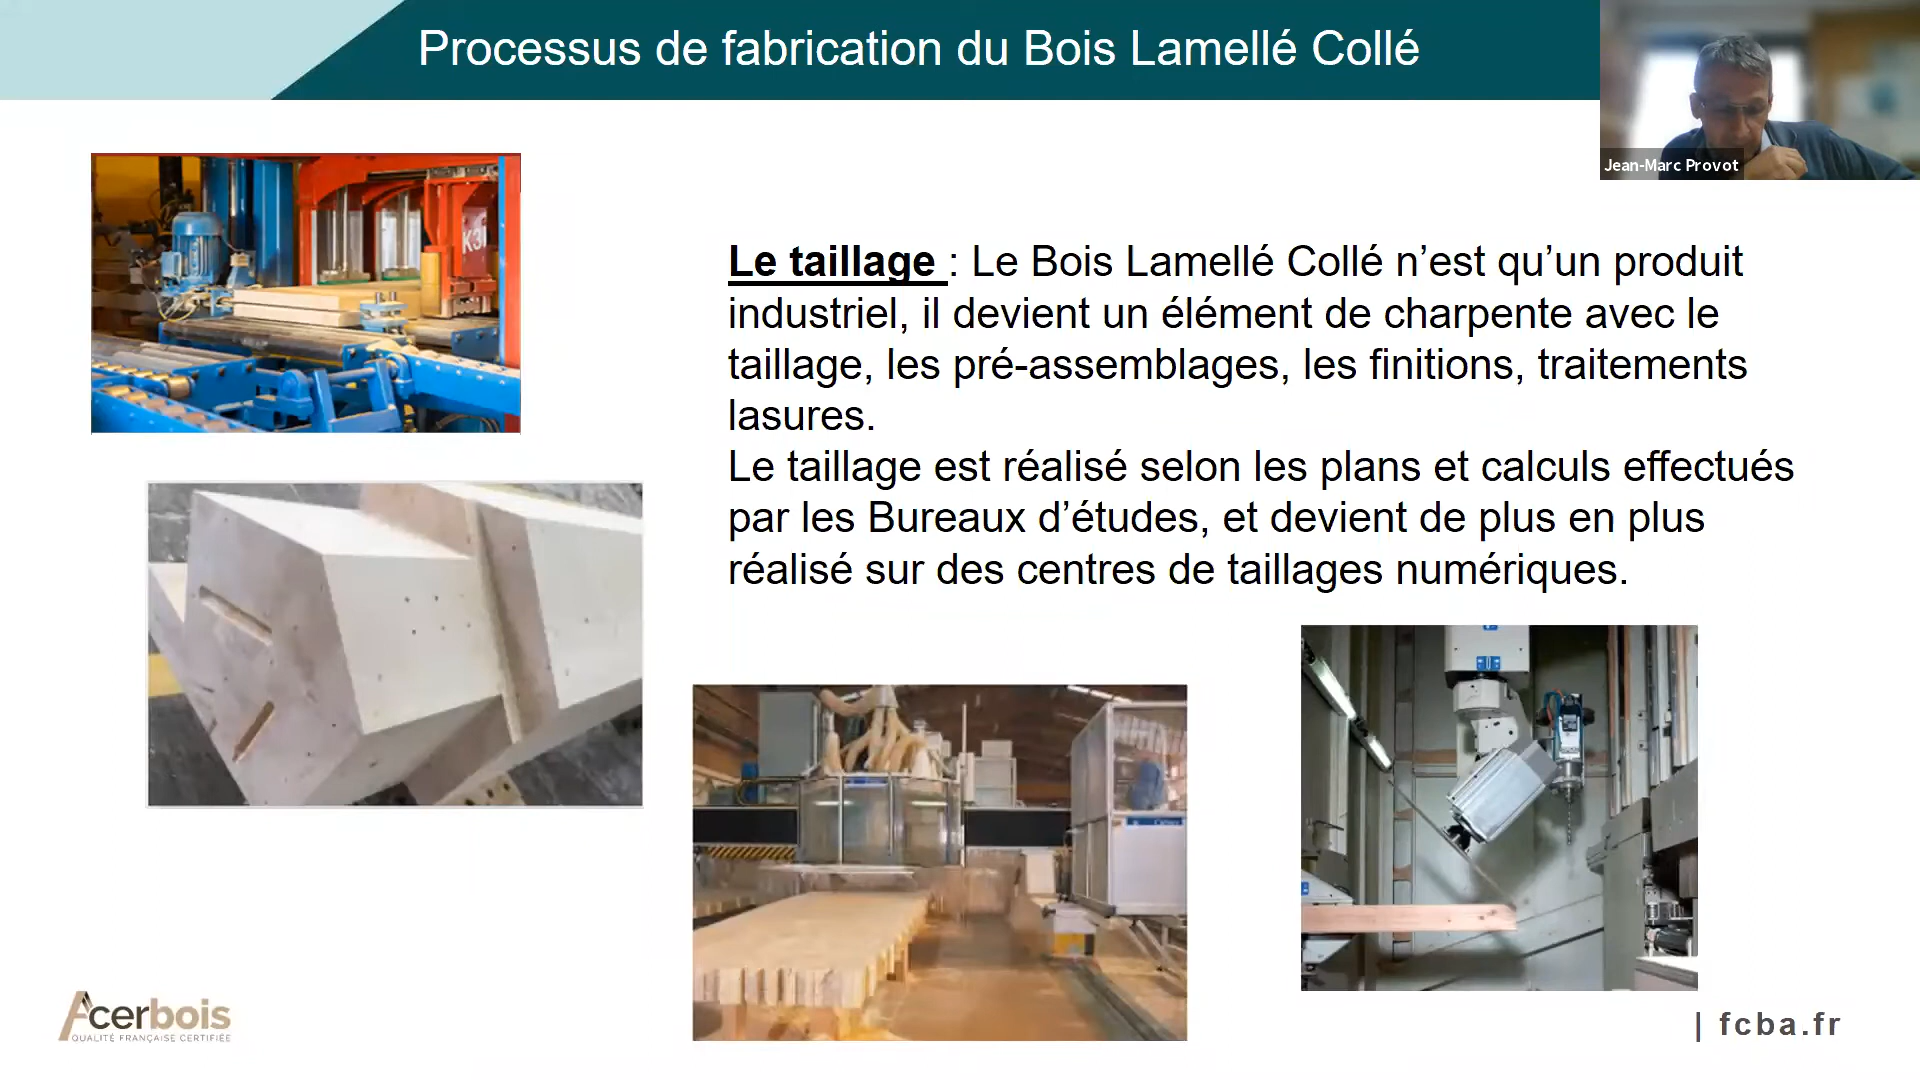 Processus de fabrication du Bois Lamellé Collé
Jean-Marc Provot
K3
Le taillage : Le Bois Lamellé Collé n’est qu’un produit
industriel, il devient un élément de charpente avec le
taillage, les pré-assemblages, les finitions, traitements
lasures.
Le taillage est réalisé selon les plans et calculs effectués
par les Bureaux d’études, et devient de plus en plus
réalisé sur des centres de taillages numériques.
Acerbois
QUALITÉ FRANÇAISE CERTIFIÉE
| fcba.fr